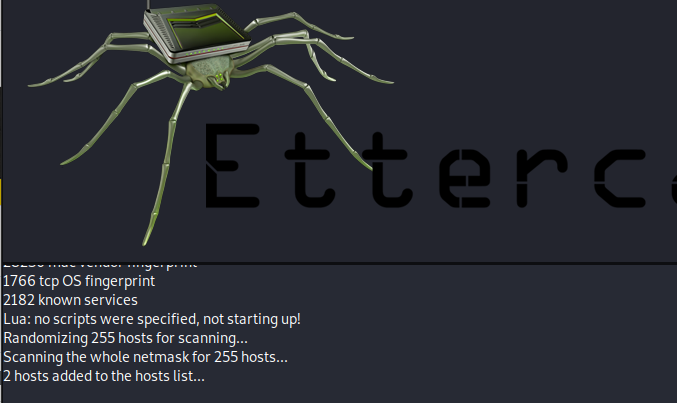 Etterc
1766 tcp OS fingerprint
2182 known services
Lua: no scripts were specified, not starting up!
Randomizing 255 hosts for scanning...
Scanning the whole netmask for 255 hosts...
2 hosts added to the hosts list...